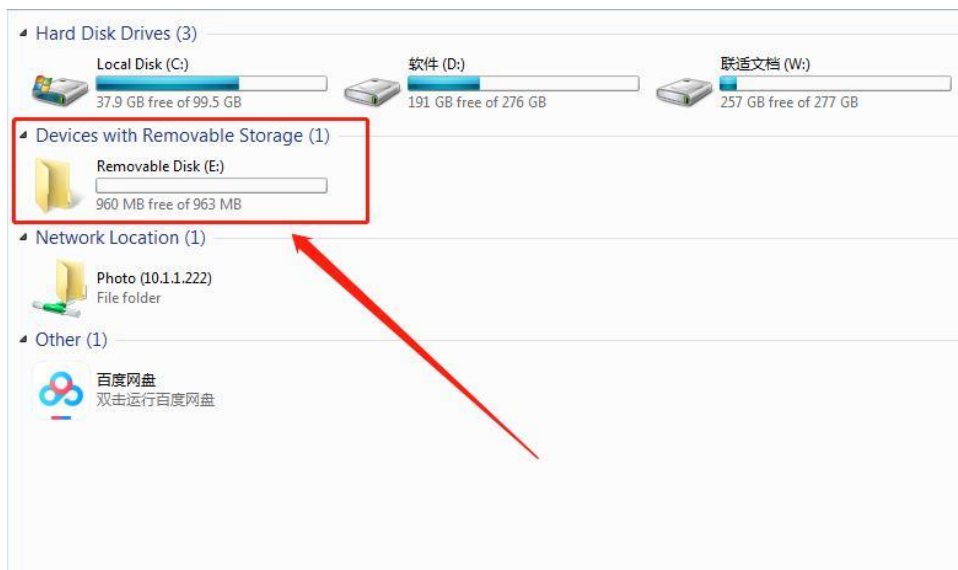 Hard Disk Drives (3)
Local Disk (C:)
37.9 GB free of 99.5 GB
软件 (D:)
191 GB free of 276 GB
联适文档 (W:)
257 GB free of 277 GB
Devices with Removable Storage (1)
Removable Disk (E:)
960 MB free of 963 MB
Network Location (1)
Photo (10.1.1.222)
File folder
Other (1)
百度网盘
双击运行百度网盘